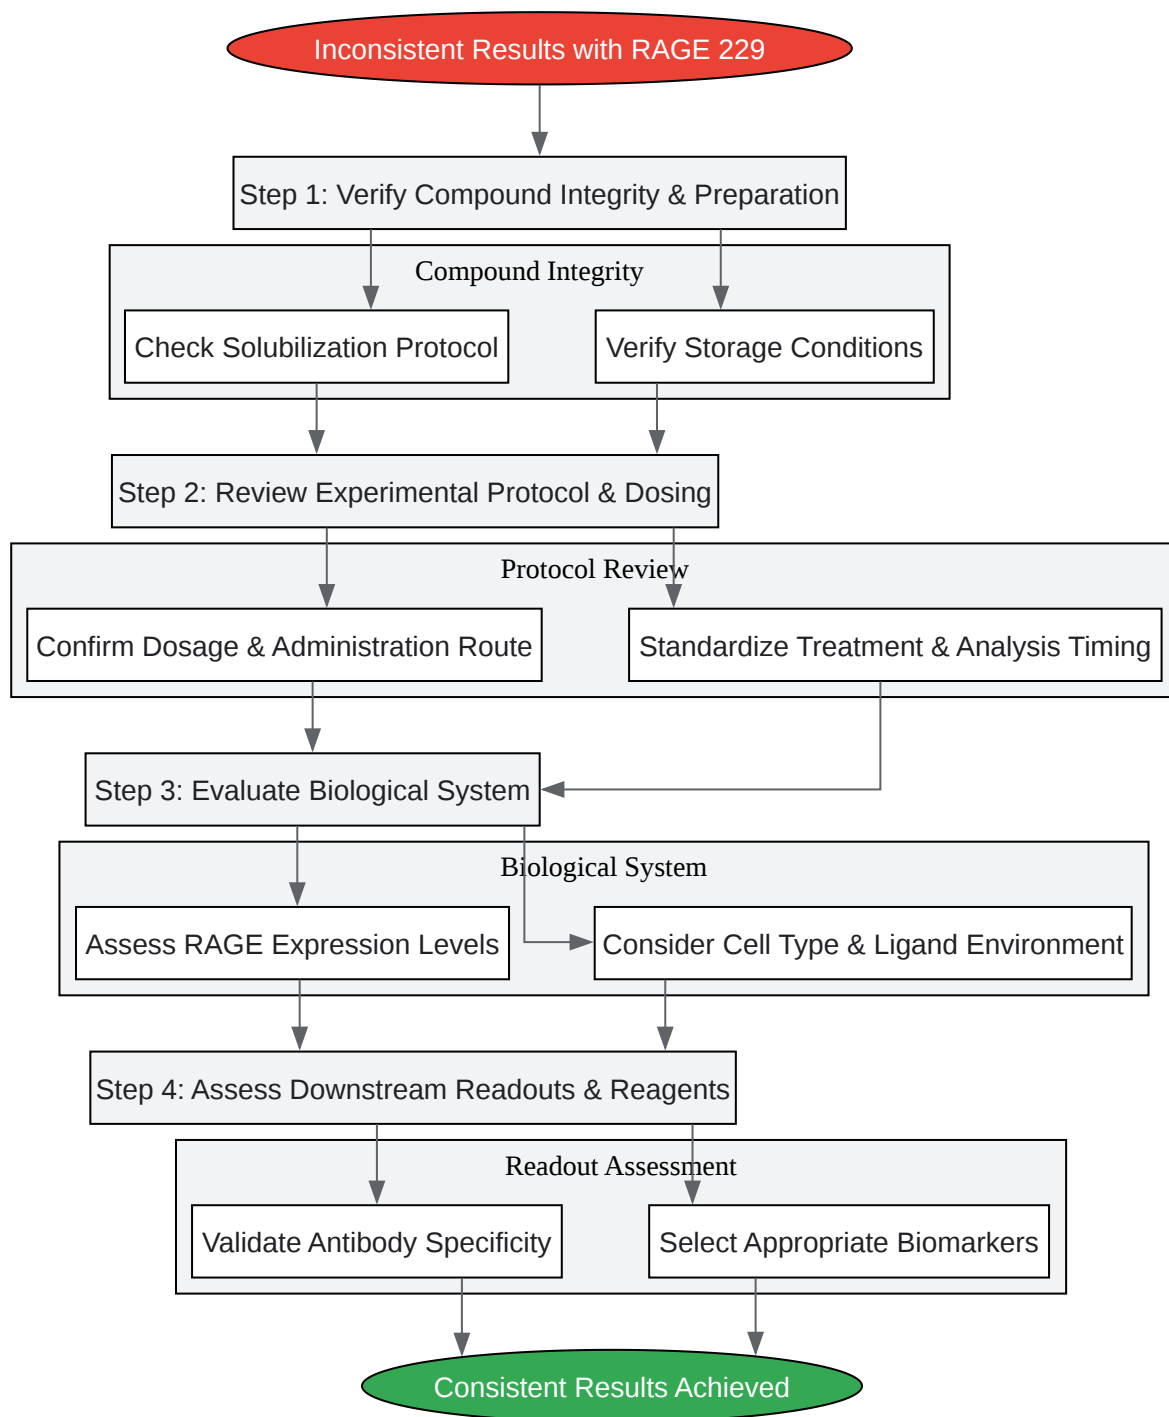 Inconsistent Results with RAGE 229
Step 1: Verify Compound Integrity & Preparation
Compound Integrity
Check Solubilization Protocol
Verify Storage Conditions
Step 2: Review Experimental Protocol & Dosing
Protocol Review
Confirm Dosage & Administration Route
Standardize Treatment & Analysis Timing
Step 3: Evaluate Biological System
Biological System
Assess RAGE Expression Levels
Consider Cell Type & Ligand Environment
Step 4: Assess Downstream Readouts & Reagents
Readout Assessment
Validate Antibody Specificity
Select Appropriate Biomarkers
Consistent Results Achieved